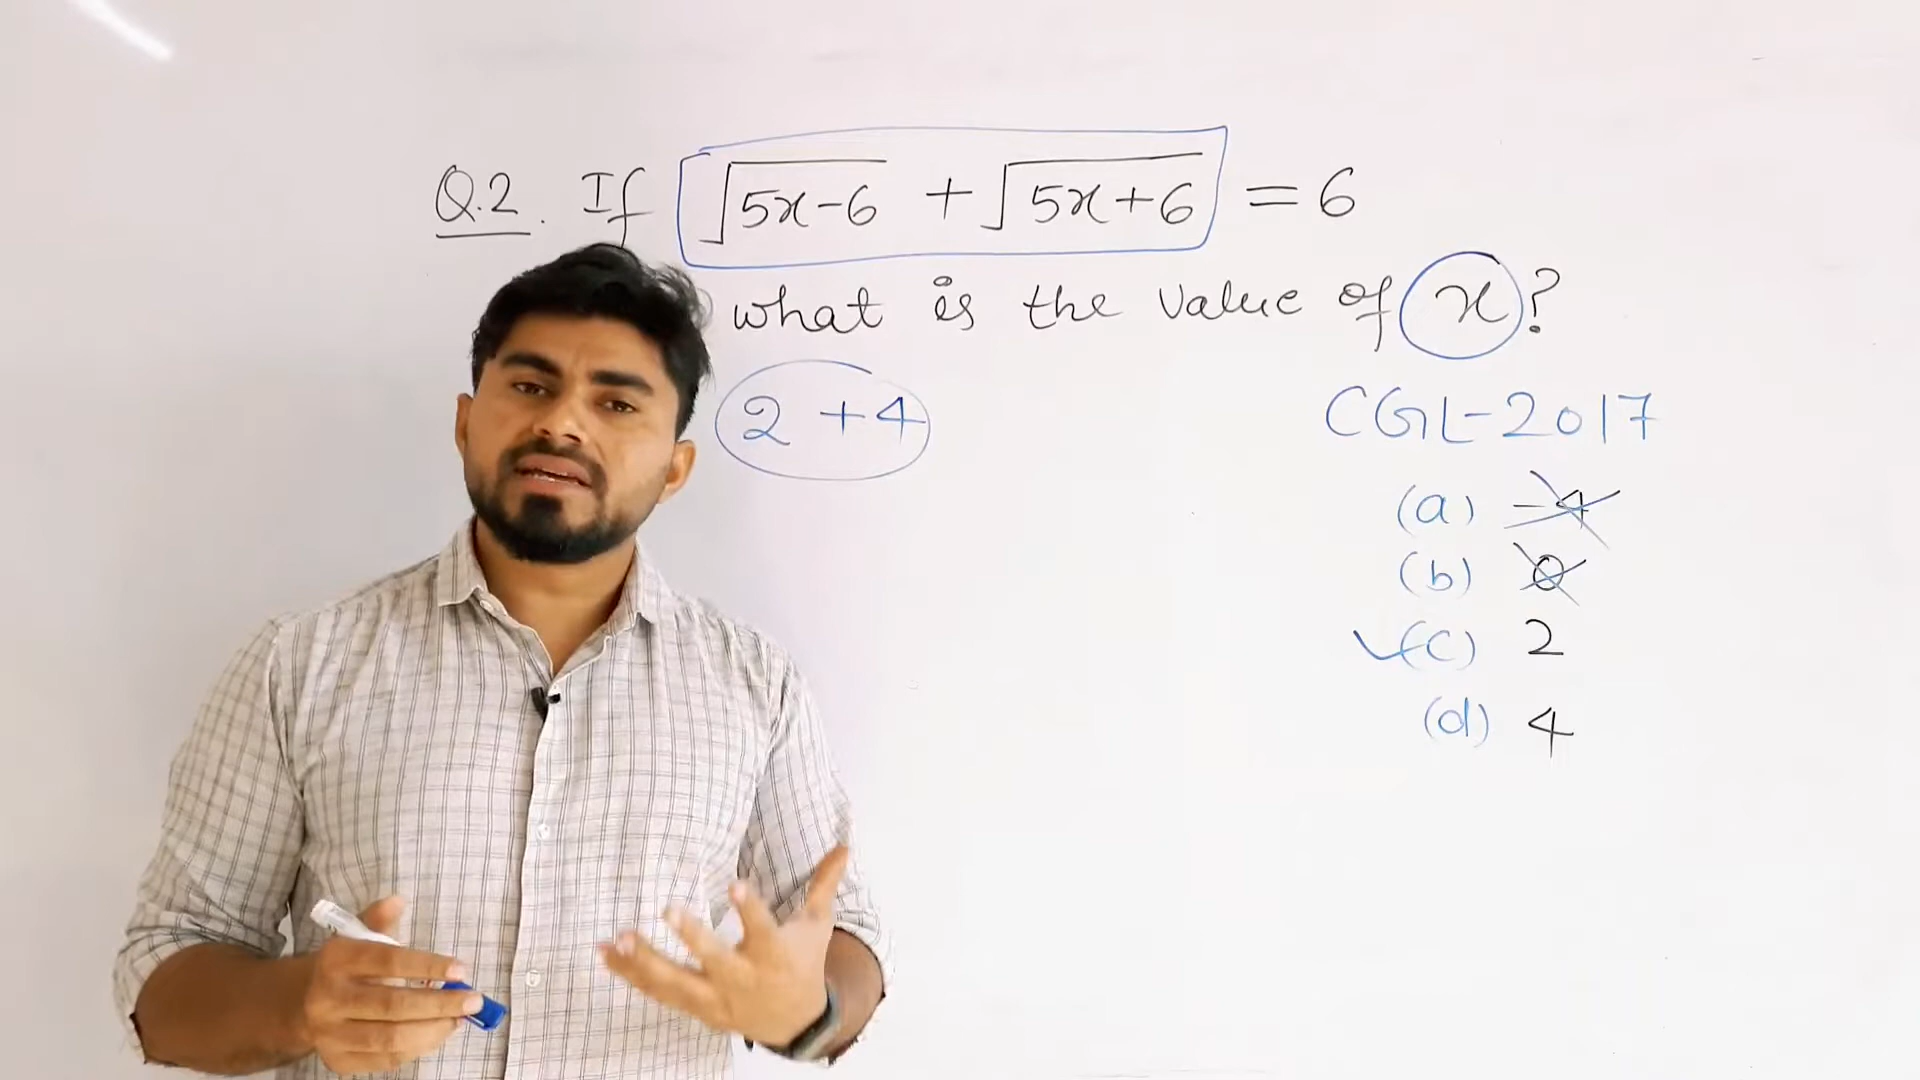 Q.2. If √5x-6 + √5x+6 = 6
what is the value of x?
2 + 4
CGL-2017
(a) -4
(b) 0
(c) 2
(d) 4